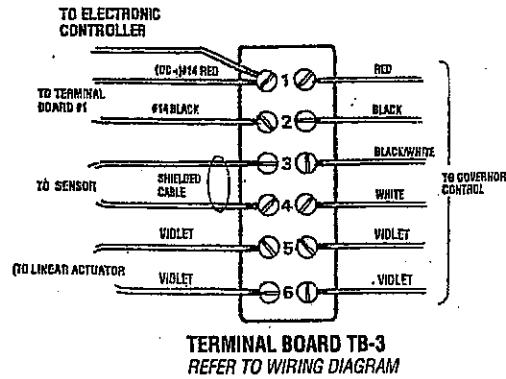 TO ELECTRONIC
CONTROLLER
(DC+)#14 RED
1
RED
TO TERMINAL
BOARD #1
#14 BLACK
2
BLACK
3
BLACK/WHITE
TO SENSOR
SHIELDED
CABLE
4
WHITE
TO GOVERNOR
CONTROL
VIOLET
5
VIOLET
(TO LINEAR ACTUATOR
VIOLET
6
VIOLET
TERMINAL BOARD TB-3
REFER TO WIRING DIAGRAM